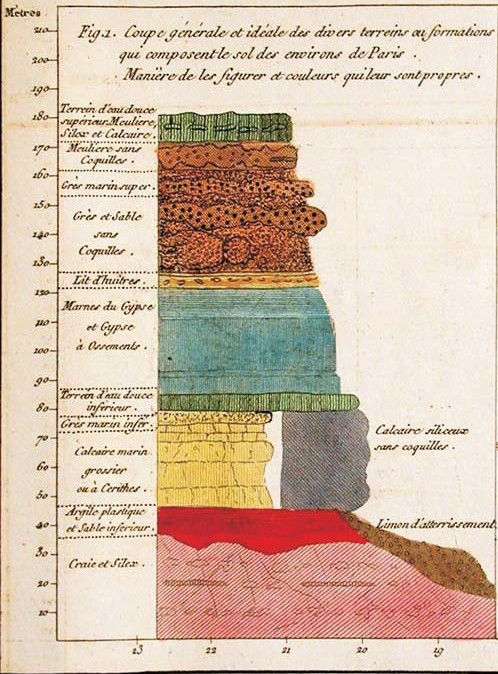 Mètres
Fig. 1. Coupe générale et idéale des divers terreins ou formations
qui composent le sol des environs de Paris.
Manière de les figurer et couleurs qui leur sont propres.
210
200
190
Terrein d'eau douce
180
supérieur. Meuliere,
Silex et Calcaire.
170
Meuliere sans
Coquilles.
160
Grès marin super.
150
Grès et Sable
sans
140
Coquilles.
130
Lit d'huitres.
120
Marnes du Gypse
110
et Gypse
100
à Ossements.
90
Terrein d'eau douce
80
inférieur.
Grès marin infér.
70
Calcaire marin
60
grossier
50
ou à Cerithes.
Calcaire siliceux
sans coquilles.
Argile plastique
40
et Sable inférieur.
Limon d'atterrissement
30
Craie et Silex.
20
10
23 22 21 20 19